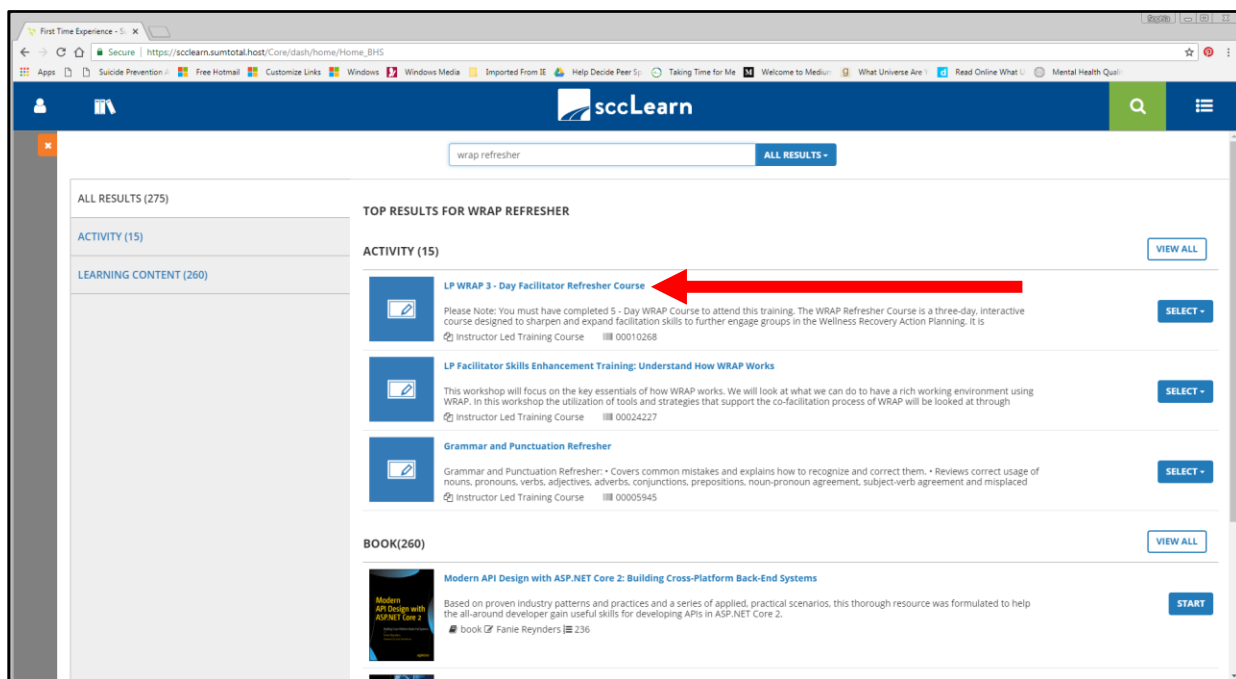 First Time Experience - Sc
Secure | https://scclearn.sumtotal.host/Core/dash/home/Home_BHS
Apps Suicide Prevention A Free Hotmail Customize Links Windows Windows Media Imported From IE Help Decide Peer Sp Taking Time for Me Welcome to Medium What Universe Are Y Read Online What U Mental Health Quali
sccLearn
wrap refresher ALL RESULTS
ALL RESULTS (275)
ACTIVITY (15)
LEARNING CONTENT (260)
TOP RESULTS FOR WRAP REFRESHER
ACTIVITY (15) VIEW ALL
LP WRAP 3 - Day Facilitator Refresher Course
Please Note: You must have completed 5 - Day WRAP Course to attend this training. The WRAP Refresher Course is a three-day, interactive
course designed to sharpen and expand facilitation skills to further engage groups in the Wellness Recovery Action Planning. It is
SELECT
Instructor Led Training Course 00010268
LP Facilitator Skills Enhancement Training: Understand How WRAP Works
This workshop will focus on the key essentials of how WRAP works. We will look at what we can do to have a rich working environment using
WRAP. In this workshop the utilization of tools and strategies that support the co-facilitation process of WRAP will be looked at through
SELECT
Instructor Led Training Course 00024227
Grammar and Punctuation Refresher
Grammar and Punctuation Refresher: • Covers common mistakes and explains how to recognize and correct them. • Reviews correct usage of
nouns, pronouns, verbs, adjectives, adverbs, conjunctions, prepositions, noun-pronoun agreement, subject-verb agreement and misplaced
SELECT
Instructor Led Training Course 00005945
BOOK(260) VIEW ALL
Modern API Design with ASP.NET Core 2: Building Cross-Platform Back-End Systems
Based on proven industry patterns and practices and a series of applied, practical scenarios, this thorough resource was formulated to help
the all-around developer gain useful skills for developing APIs in ASP.NET Core 2.
START
book Fanie Reynders 236
Modern
API Design with
ASP.NET Core 2